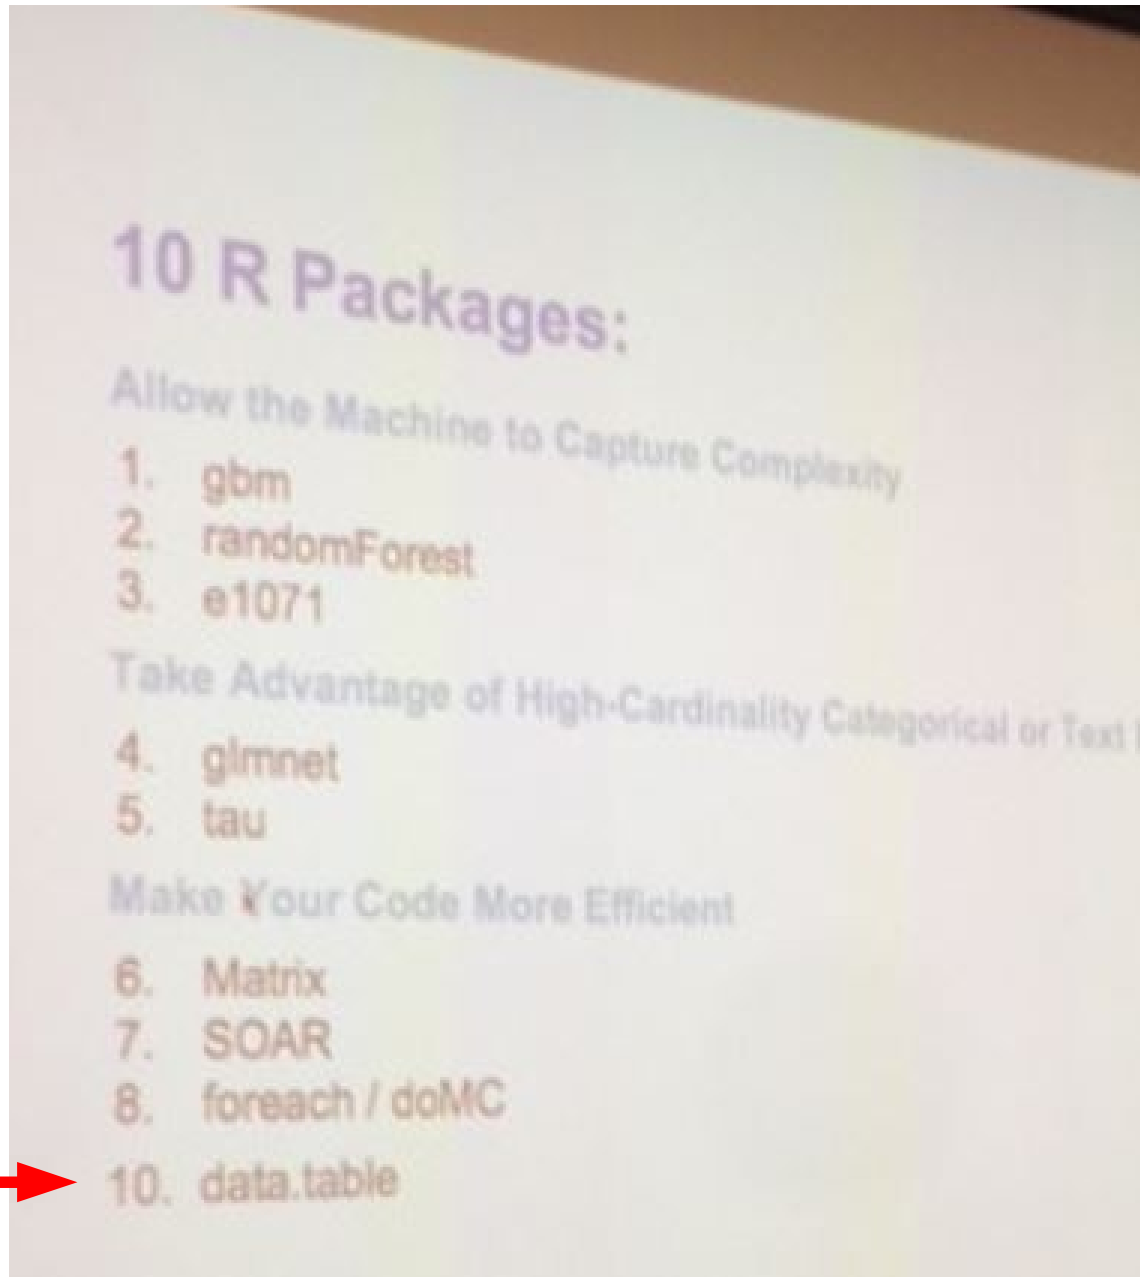 10 R Packages:
Allow the Machine to Capture Complexity
1. gbm
2. randomForest
3. e1071
Take Advantage of High-Cardinality Categorical or Text
4. glmnet
5. tau
Make Your Code More Efficient
6. Matrix
7. SOAR
8. foreach / doMC
10. data.table